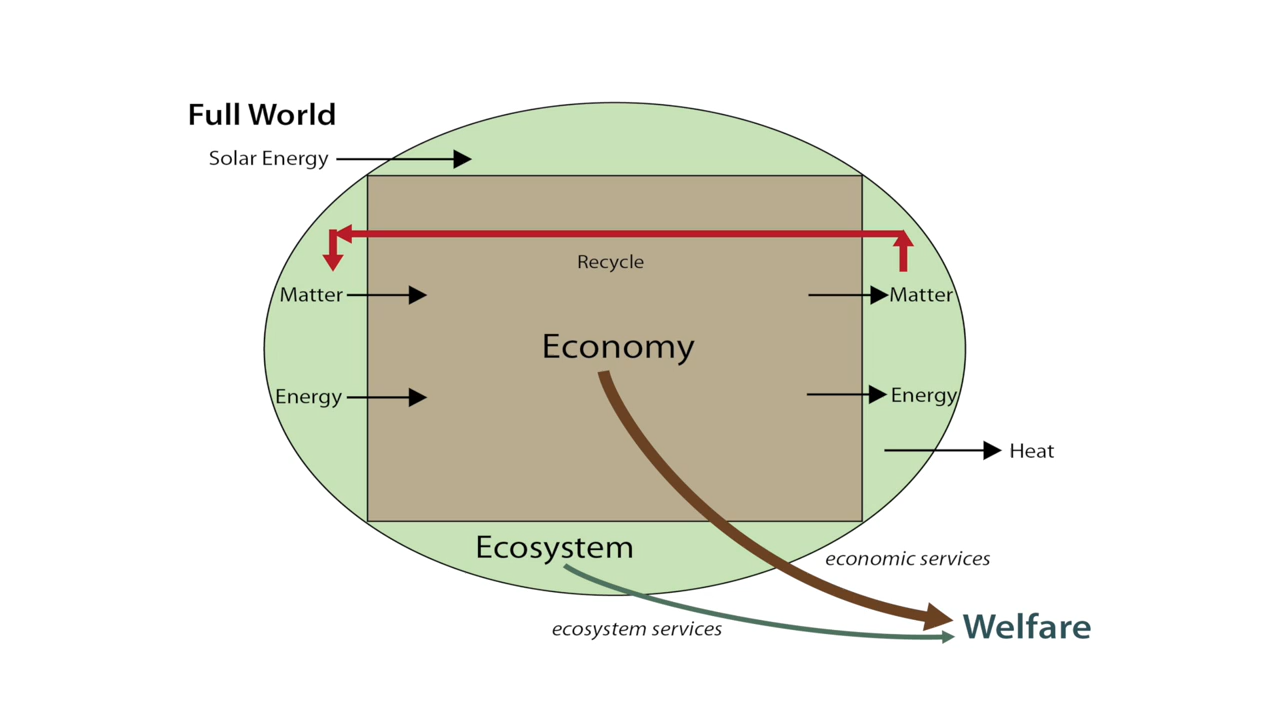 Full World
Solar Energy
Recycle
Matter
Matter
Economy
Energy
Energy
Heat
Ecosystem
economic services
ecosystem services
Welfare